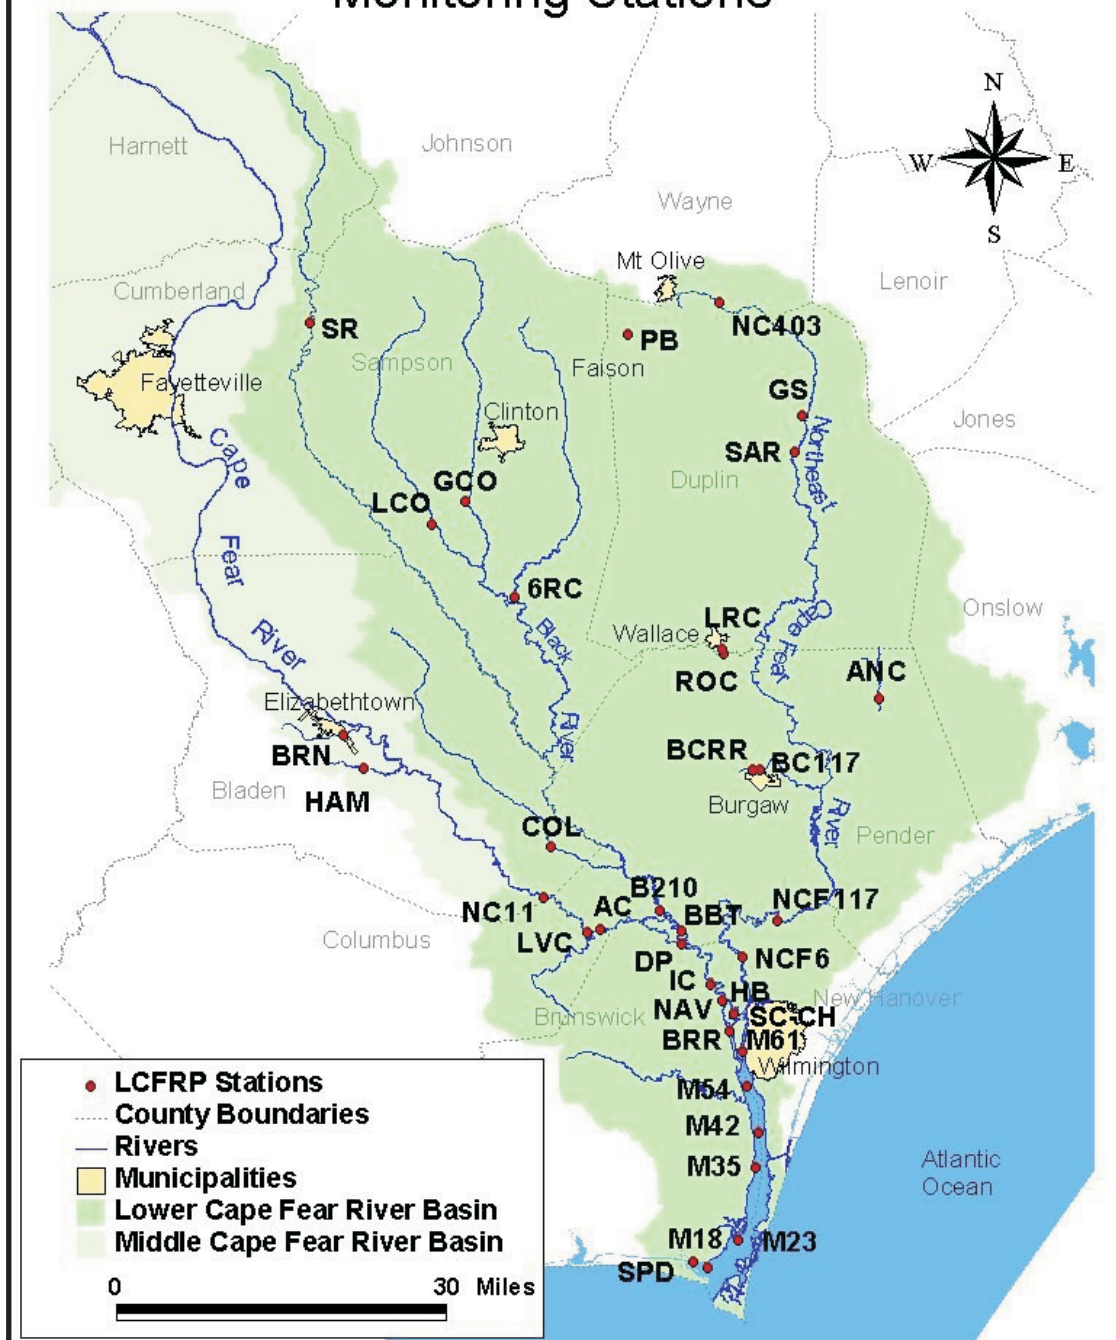 Monitoring Stations
N
W E
S
Harnett
Johnson
Wayne
Mt Olive
Lenoir
Cumberland
NC403
SR
PB
Sampson
Faison
Fayetteville
GS
Clinton
Jones
Cape
Northeast
SAR
GCO
Duplin
LCO
Fear
6RC
LRC
Onslow
Cape Fear
Wallace
Black
River
ROC
ANC
Elizabethtown
River
BCRR
BC117
BRN
Bladen
HAM
Burgaw
River
Pender
COL
B210
NCF117
NC11
AC
BBT
LVC
Columbus
DP
NCF6
IC
HB
New Hanover
NAV
SC-CH
Brunswick
BRR
M61
Wilmington
M54
M42
M35
Atlantic
Ocean
M18
M23
SPD
LCFRP Stations
County Boundaries
Rivers
Municipalities
Lower Cape Fear River Basin
Middle Cape Fear River Basin
0 30 Miles